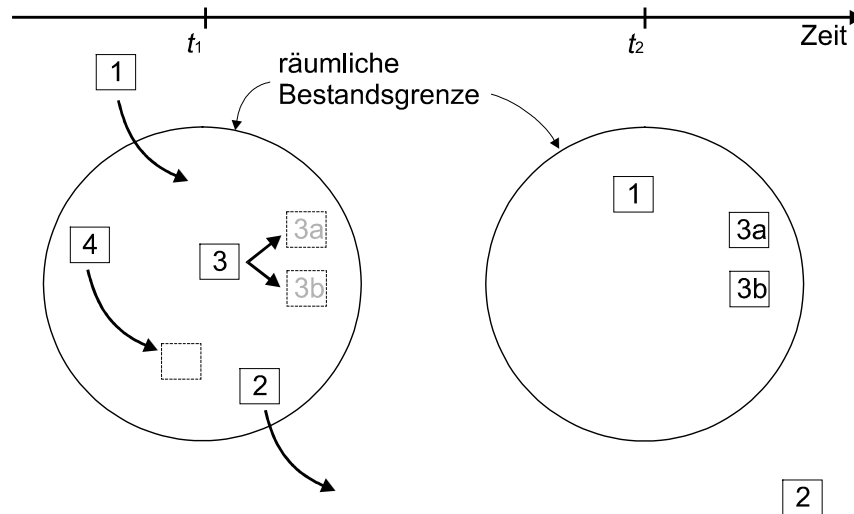 t1
t2
Zeit
1
räumliche
Bestandsgrenze
1
4
3
3a
3b
3a
3b
2
2